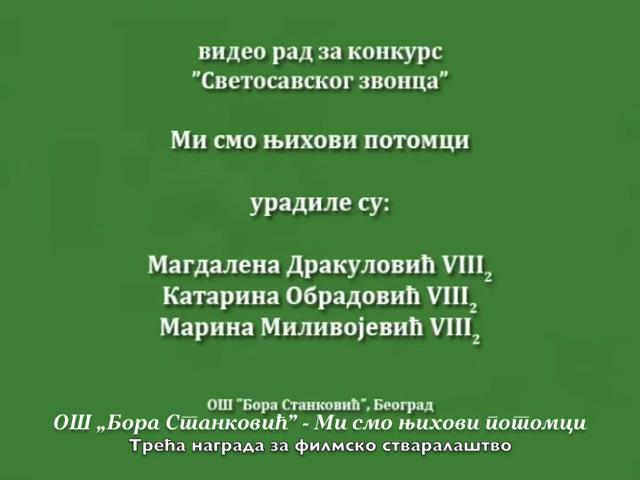 видео рад за конкурс
”Светосавског звонца”
Ми смо њихови потомци
урадиле су:
Магдалена Дракуловић VIII₂
Катарина Обрадовић VIII₂
Марина Миливојевић VIII₂
ОШ ”Бора Станковић”, Београд
ОШ „Бора Станковић” - Ми смо њихови потомци
Трећа награда за филмско стваралаштво